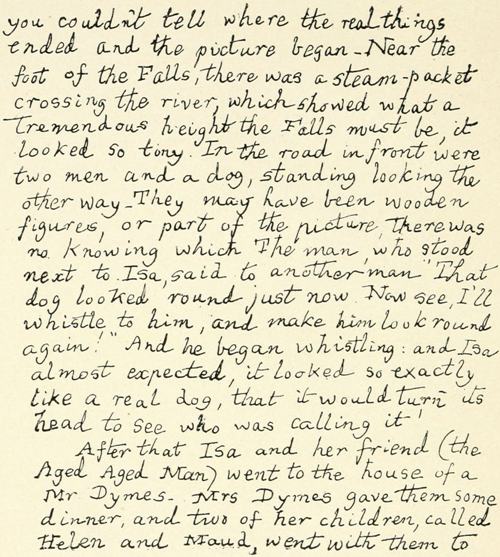 you couldn't tell where the real things
ended and the picture began - Near the
foot of the Falls, there was a steam-packet
crossing the river, which showed what a
tremendous height the Falls must be, it
looked so tiny. In the road in front were
two men and a dog, standing looking the
other way - They may have been wooden
figures, or part of the picture, there was
no knowing which The man, who stood
next to Isa, said to another man "That
dog looked round just now. Now see, I'll
whistle to him, and make him look round
again!" And he began whistling: and Isa
almost expected, it looked so exactly
like a real dog, that it would turn its
head to see who was calling it!
After that Isa and her friend (the
Aged Aged Man) went to the house of a
Mr Dymes - Mrs Dymes gave them some
dinner, and two of her children, called
Helen and Maud, went with them to